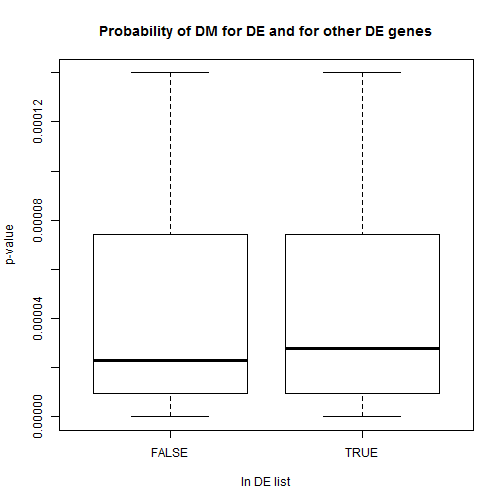 Probability of DM for DE and for other DE genes
p-value
0.00012
0.00008
0.00004
0.00000
FALSE
TRUE
In DE list